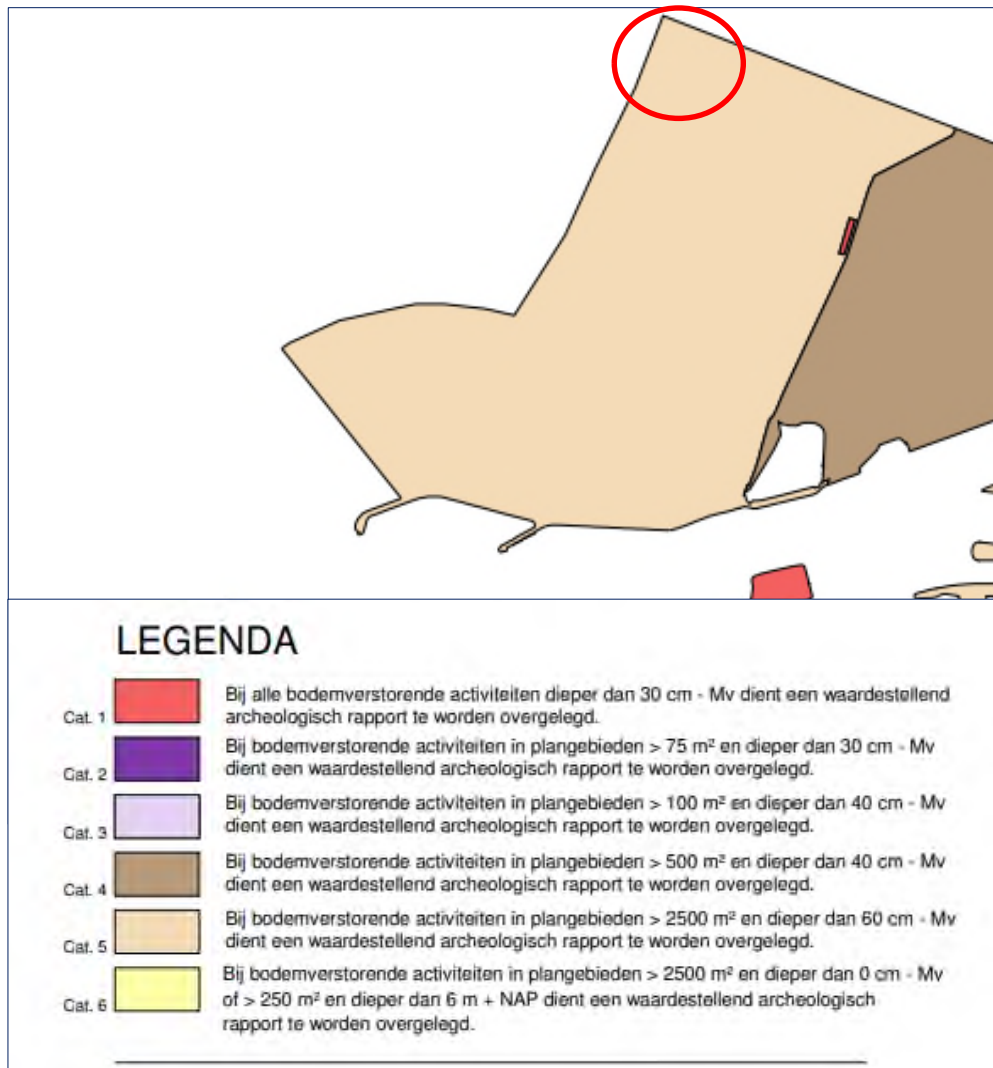 LEGENDA
Cat. 1
Bij alle bodemverstorende activiteiten dieper dan 30 cm - Mv dient een waardestellend
archeologisch rapport te worden overgelegd.
Cat. 2
Bij bodemverstorende activiteiten in plangebieden > 75 m² en dieper dan 30 cm - Mv
dient een waardestellend archeologisch rapport te worden overgelegd.
Cat. 3
Bij bodemverstorende activiteiten in plangebieden > 100 m² en dieper dan 40 cm - Mv
dient een waardestellend archeologisch rapport te worden overgelegd.
Cat. 4
Bij bodemverstorende activiteiten in plangebieden > 500 m² en dieper dan 40 cm - Mv
dient een waardestellend archeologisch rapport te worden overgelegd.
Cat. 5
Bij bodemverstorende activiteiten in plangebieden > 2500 m² en dieper dan 60 cm - Mv
dient een waardestellend archeologisch rapport te worden overgelegd.
Cat. 6
Bij bodemverstorende activiteiten in plangebieden > 2500 m² en dieper dan 0 cm - Mv
of > 250 m² en dieper dan 6 m + NAP dient een waardestellend archeologisch
rapport te worden overgelegd.